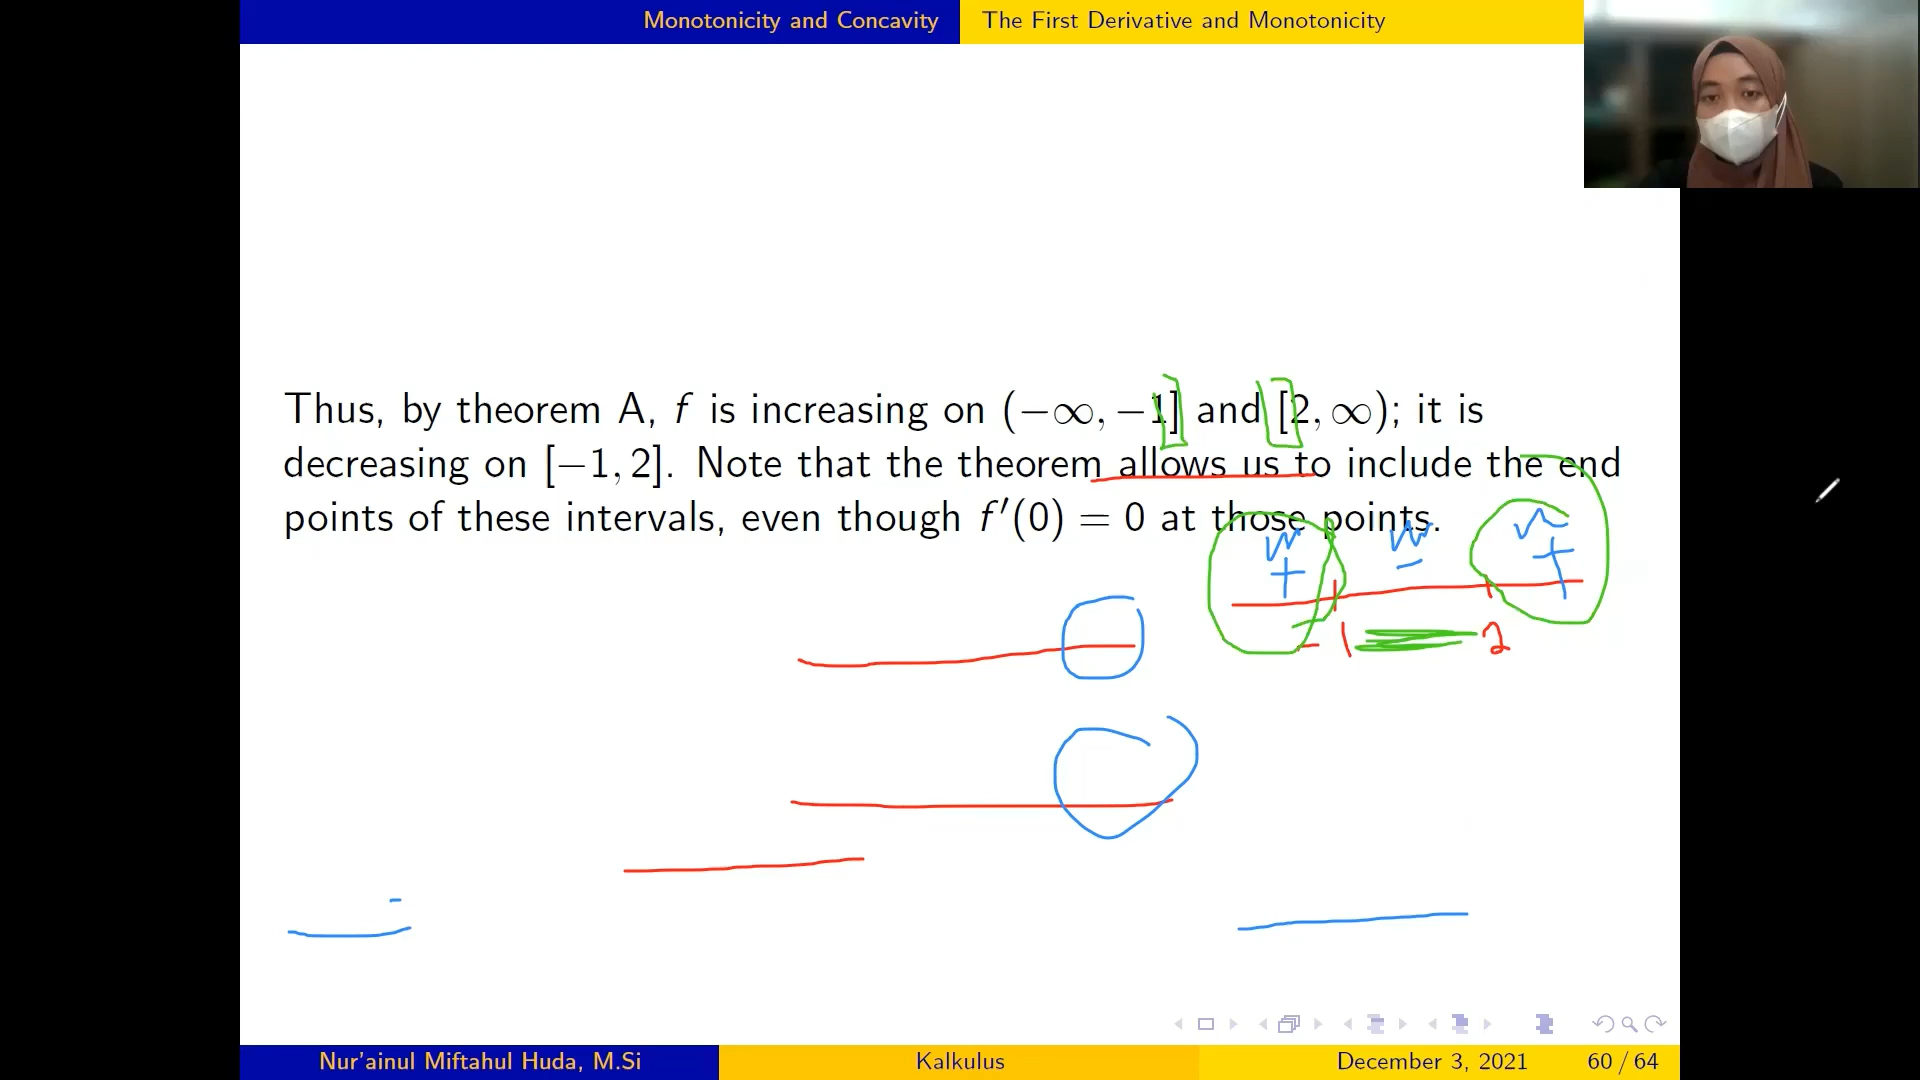 Monotonicity and Concavity The First Derivative and Monotonicity
Thus, by theorem A, f is increasing on (−∞, −1] and [2, ∞); it is
decreasing on [−1, 2]. Note that the theorem allows us to include the end
points of these intervals, even though f′(0) = 0 at those points.
+ − +
-1 2
Nur'ainul Miftahul Huda, M.Si Kalkulus December 3, 2021 60 / 64